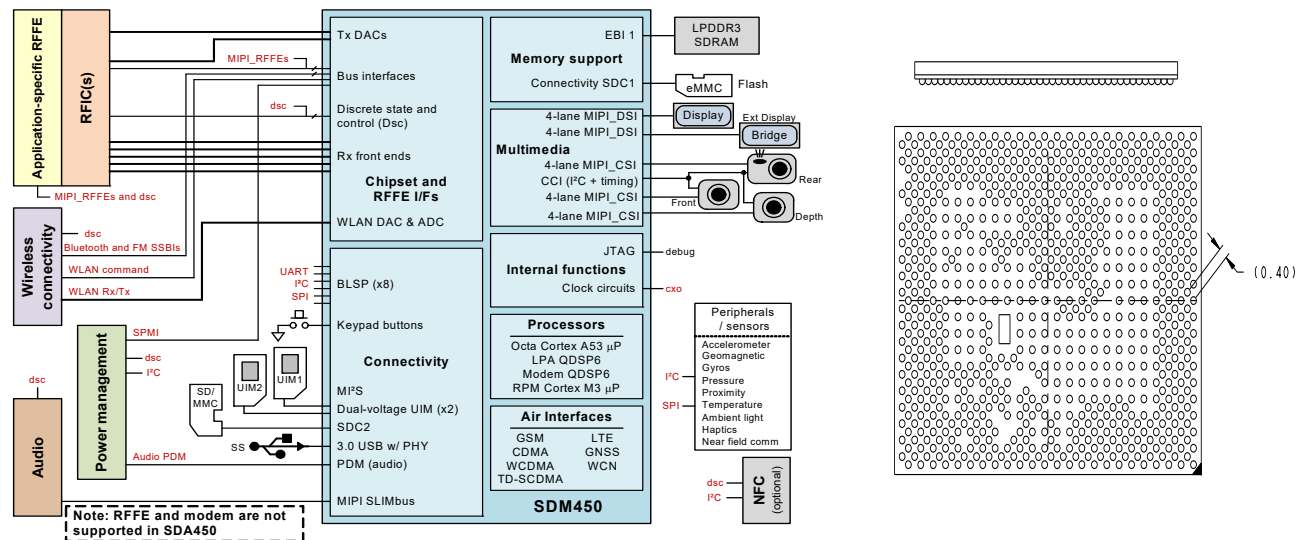 Application-specific RFFE
RFIC(s)
MIPI_RFFEs
dsc
MIPI_RFFEs and dsc
Wireless
connectivity
dsc
Bluetooth and FM SSBIs
WLAN command
WLAN Rx/Tx
Power management
SPMI
dsc
I²C
Audio PDM
dsc
Audio
Note: RFFE and modem are not
supported in SDA450
Tx DACs
Bus interfaces
Discrete state and
control (Dsc)
Rx front ends
Chipset and
RFFE I/Fs
WLAN DAC & ADC
UART
I²C
SPI
BLSP (x8)
Keypad buttons
Connectivity
UIM1
UIM2
SD/
MMC
MI²S
Dual-voltage UIM (x2)
SDC2
SS
3.0 USB w/ PHY
PDM (audio)
MIPI SLIMbus
EBI 1
Memory support
Connectivity SDC1
LPDDR3
SDRAM
eMMC
Flash
4-lane MIPI_DSI
4-lane MIPI_DSI
Multimedia
4-lane MIPI_CSI
CCI (I²C + timing)
4-lane MIPI_CSI
4-lane MIPI_CSI
Display
Ext Display
Bridge
Rear
Front
Depth
JTAG
debug
Internal functions
Clock circuits
cxo
Processors
Octa Cortex A53 µP
LPA QDSP6
Modem QDSP6
RPM Cortex M3 µP
Air Interfaces
GSM LTE
CDMA GNSS
WCDMA WCN
TD-SCDMA
SDM450
Peripherals
/ sensors
Accelerometer
Geomagnetic
Gyros
Pressure
Proximity
Temperature
Ambient light
Haptics
Near field comm
I²C
SPI
dsc
I²C
NFC
(optional)
(0.40)